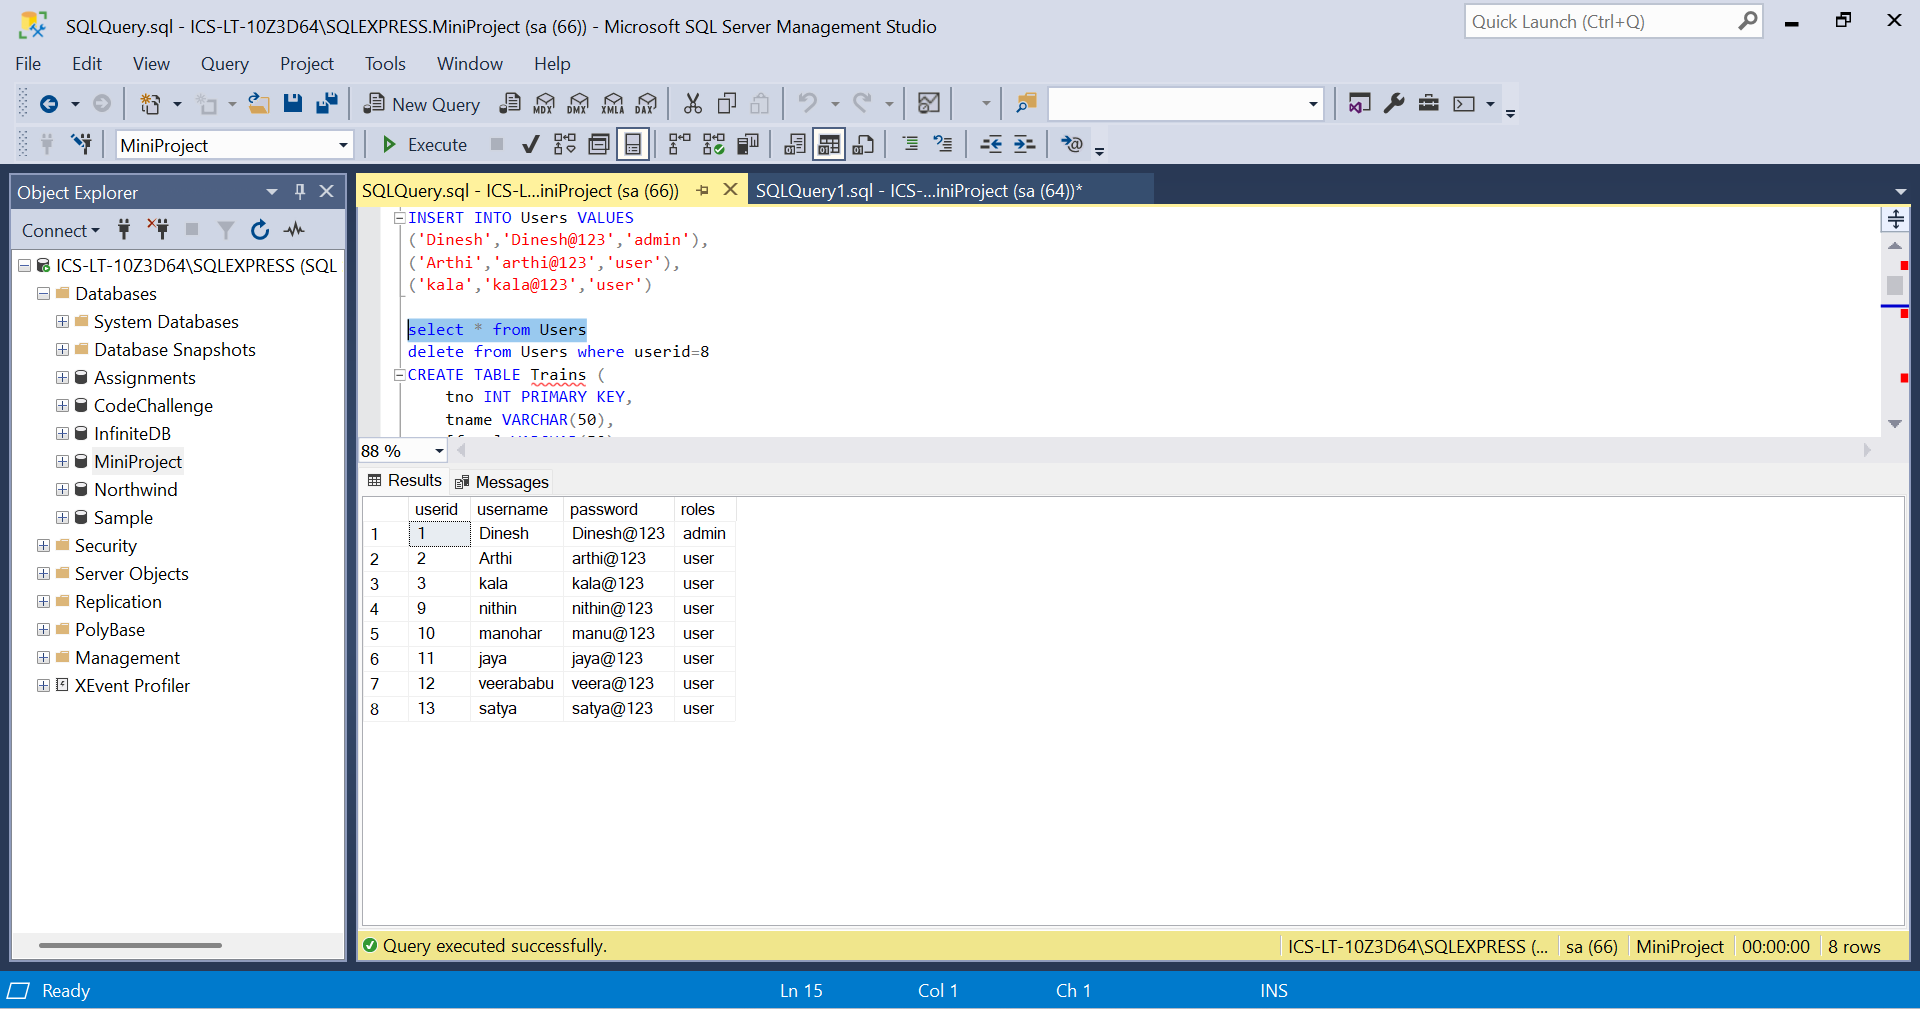 SQLQuery.sql - ICS-LT-10Z3D64\SQLEXPRESS.MiniProject (sa (66)) - Microsoft SQL Server Management Studio
Quick Launch (Ctrl+Q)
File Edit View Query Project Tools Window Help
New Query MDX DMX XMLA DAX
MiniProject Execute
Object Explorer
Connect
ICS-LT-10Z3D64\SQLEXPRESS (SQL
Databases
System Databases
Database Snapshots
Assignments
CodeChallenge
InfiniteDB
MiniProject
Northwind
Sample
Security
Server Objects
Replication
PolyBase
Management
XEvent Profiler
SQLQuery.sql - ICS-L...iniProject (sa (66)) SQLQuery1.sql - ICS-...iniProject (sa (64))*
INSERT INTO Users VALUES
('Dinesh','Dinesh@123','admin'),
('Arthi','arthi@123','user'),
('kala','kala@123','user')
select * from Users
delete from Users where userid=8
CREATE TABLE Trains (
tno INT PRIMARY KEY,
tname VARCHAR(50),
88 %
Results Messages
userid username password roles
1 1 Dinesh Dinesh@123 admin
2 2 Arthi arthi@123 user
3 3 kala kala@123 user
4 9 nithin nithin@123 user
5 10 manohar manu@123 user
6 11 jaya jaya@123 user
7 12 veerababu veera@123 user
8 13 satya satya@123 user
Query executed successfully. ICS-LT-10Z3D64\SQLEXPRESS (... sa (66) MiniProject 00:00:00 8 rows
Ready Ln 15 Col 1 Ch 1 INS